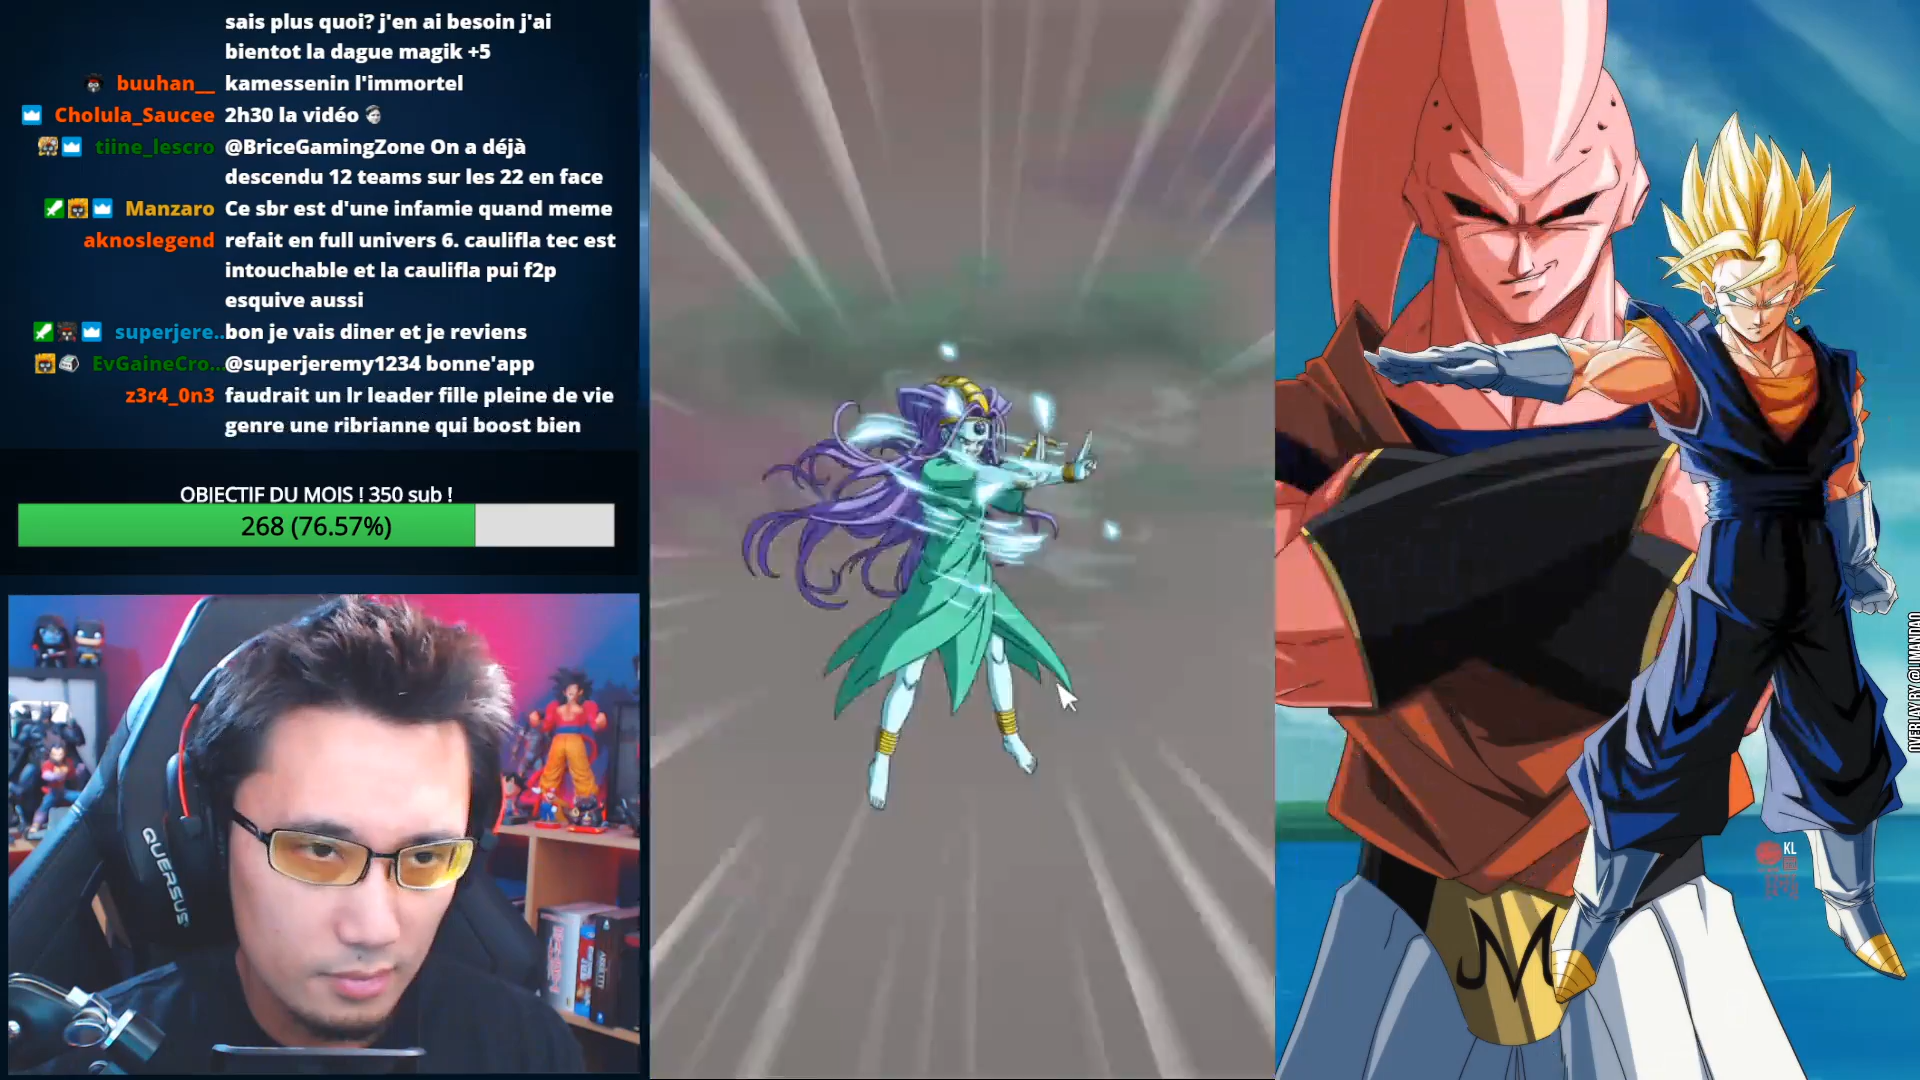 sais plus quoi? j'en ai besoin j'ai
bientot la dague magik +5
buuhan__ kamessenin l'immortel
Cholula_Saucee 2h30 la vidéo
tiine_lescro @BriceGamingZone On a déjà
descendu 12 teams sur les 22 en face
Manzaro Ce sbr est d'une infamie quand meme
aknoslegend refait en full univers 6. caulifla tec est
intouchable et la caulifla pui f2p
esquive aussi
superjere.. bon je vais diner et je reviens
EvGaineCro... @superjeremy1234 bonne'app
z3r4_0n3 faudrait un lr leader fille pleine de vie
genre une ribrianne qui boost bien
OBJECTIF DU MOIS ! 350 sub !
268 (76.57%)
QUERSUS
OVERLAY BY @LIMANDAO
KL
M